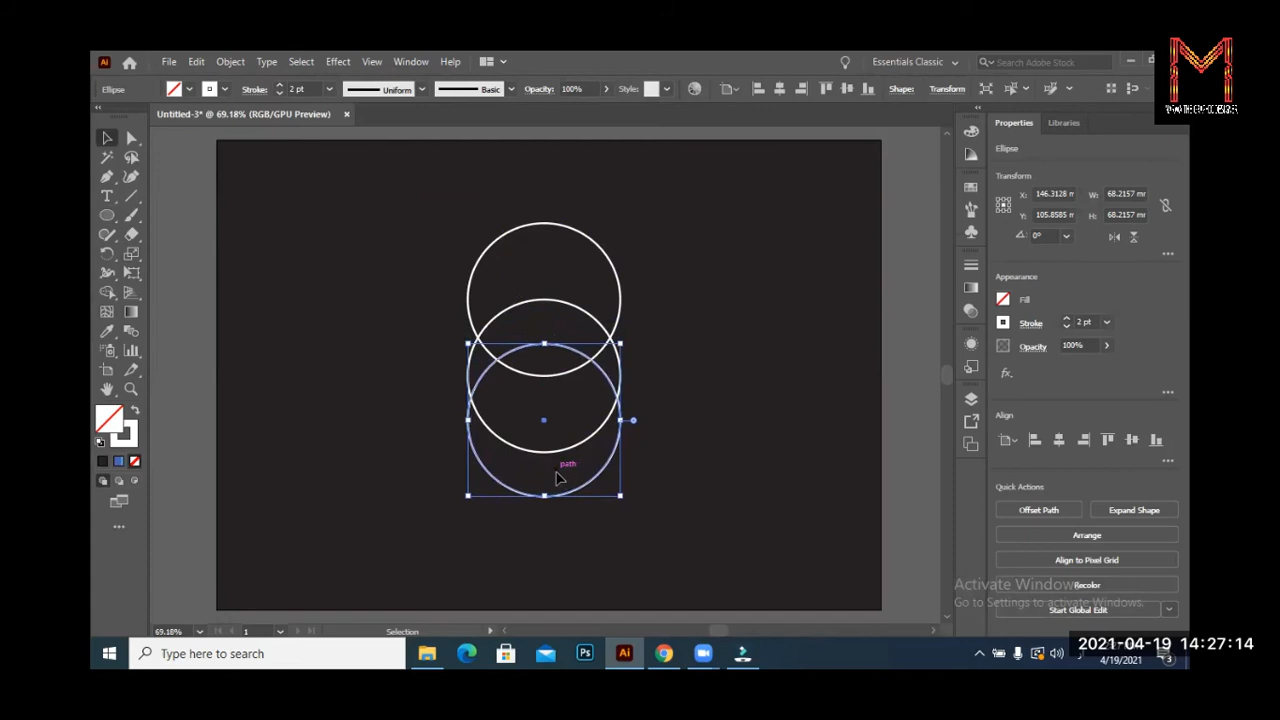 File Edit Object Type Select Effect View Window Help
Essentials Classic
Search Adobe Stock
M
Ellipse
Stroke: 2 pt Uniform Basic Opacity: 100% Style: Shape: Transform
Untitled-3* @ 69.18% (RGB/GPU Preview)
Properties Libraries
Ellipse
Transform
X: 146.3128 m W: 68.2157 mr
Y: 105.8585 m H: 68.2157 mr
0°
Appearance
Fill
Stroke 2 pt
Opacity 100%
fx.
Align
path
Quick Actions
Offset Path Expand Shape
Arrange
Align to Pixel Grid
Recolor
Start Global Edit
Activate Windows
Go to Settings to activate Windows.
69.18% 1 Selection
Type here to search
Ps Ai
2021-04-19 14:27:14
4/19/2021
3